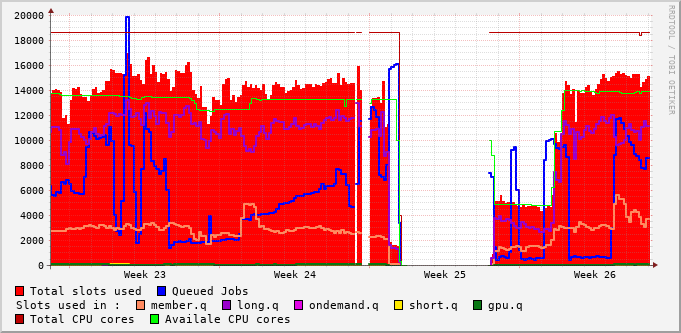 20000
18000
16000
14000
12000
10000
8000
6000
4000
2000
0
Week 23 Week 24 Week 25 Week 26
RRDTOOL / TOBI OETIKER
Total slots used Queued Jobs
Slots used in : member.q long.q ondemand.q short.q gpu.q
Total CPU cores Availale CPU cores